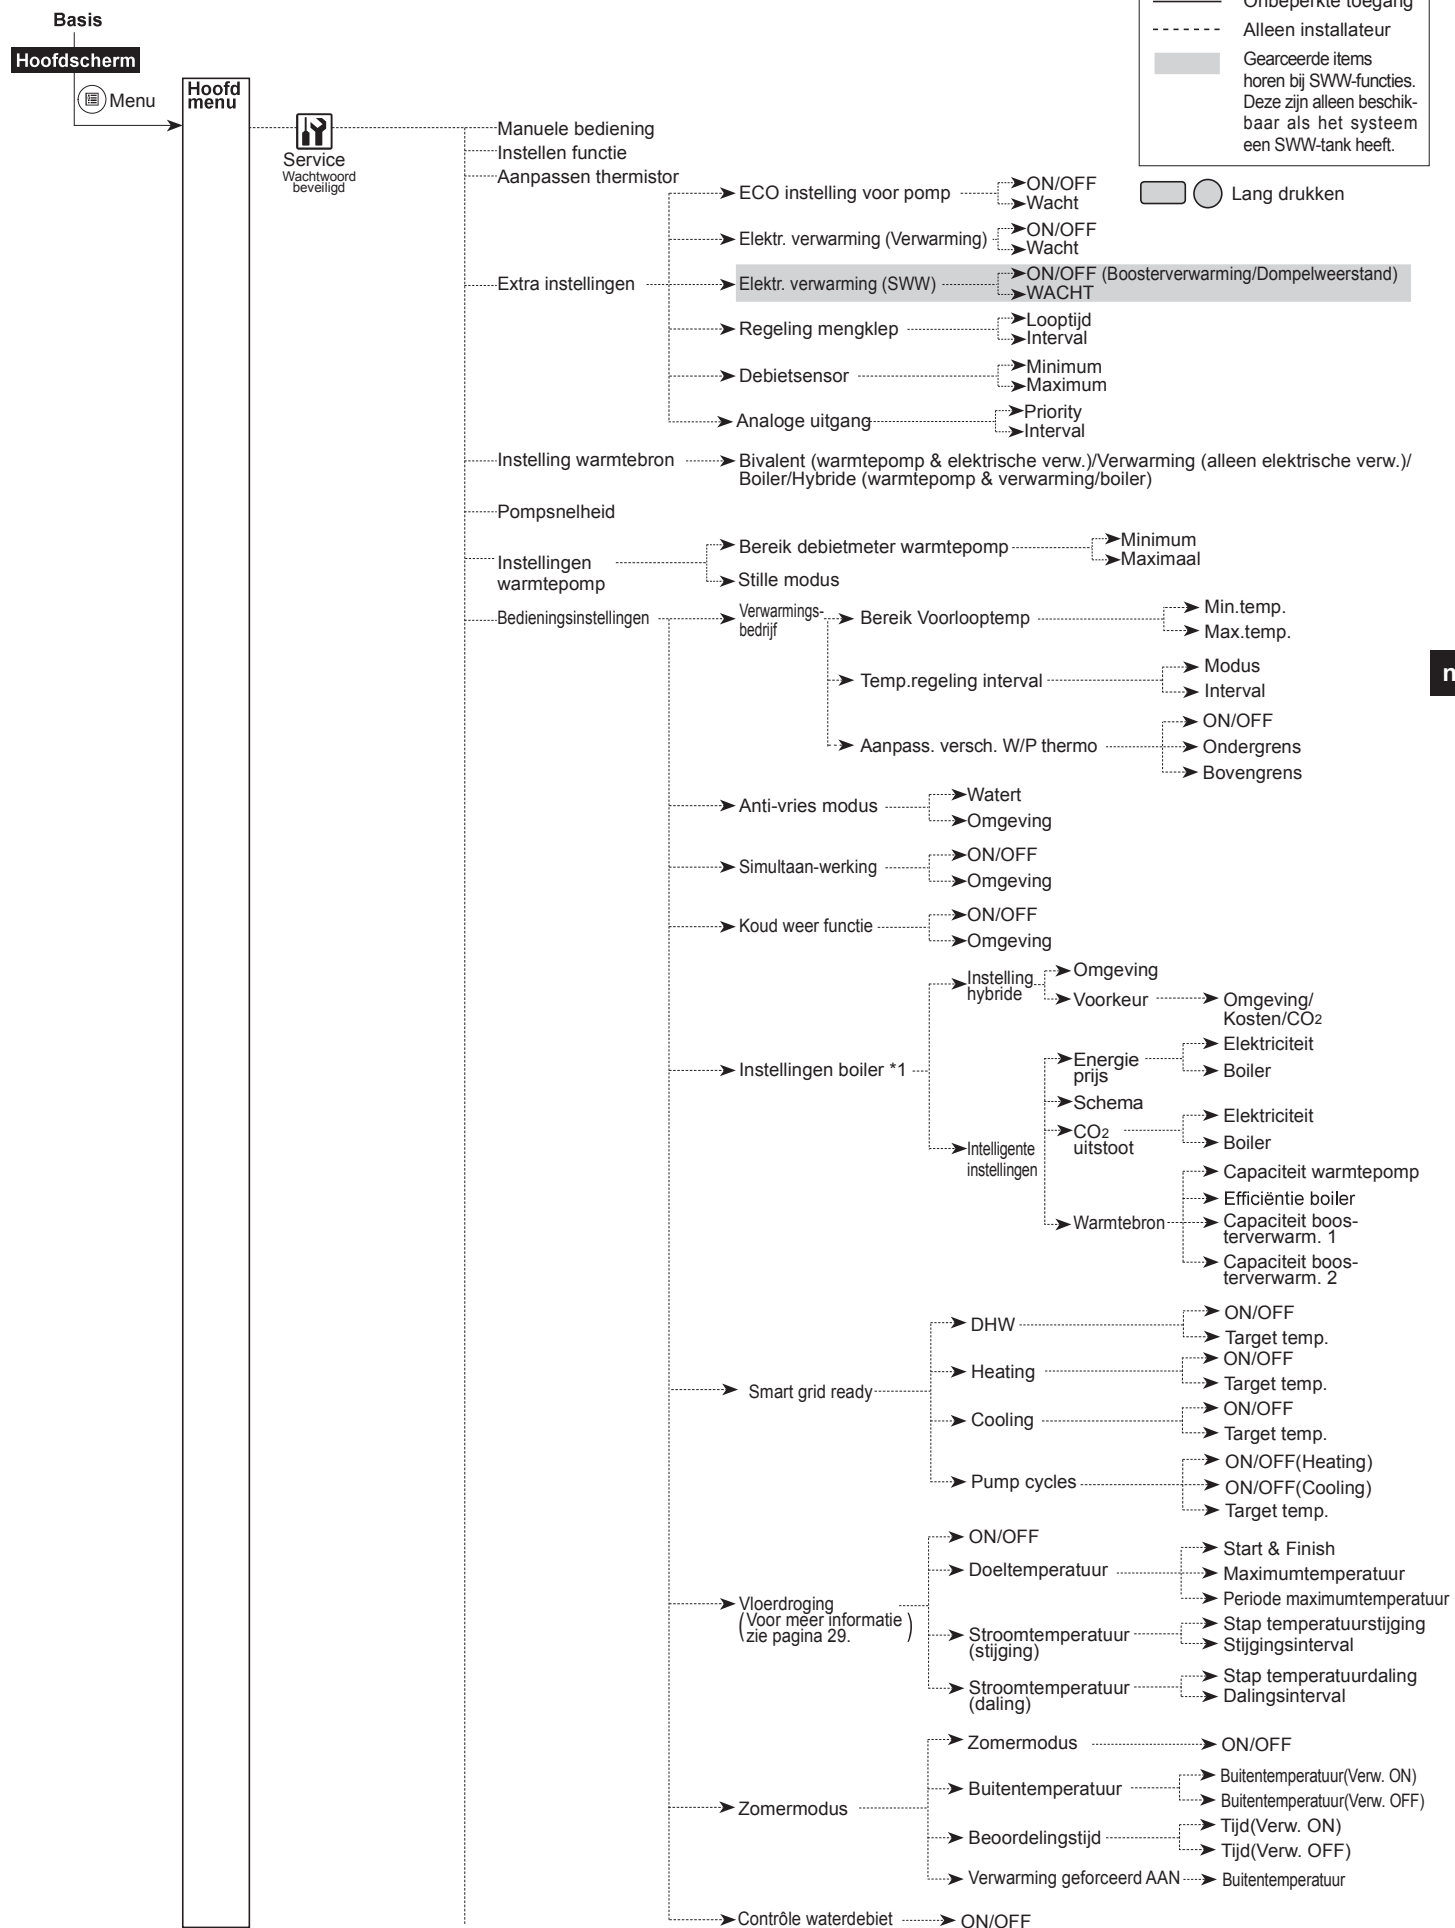 Onbeperkte toegang
Basis
Alleen installateur
Hoofdscherm
Gearceerde items
horen bij SWW-functies.
Deze zijn alleen beschik-
baar als het systeem
een SWW-tank heeft.
Menu
Hoofd
menu
Lang drukken
Service
Wachtwoord
beveiligd
Manuele bediening
Instellen functie
Aanpassen thermistor
Extra instellingen
ECO instelling voor pomp
ON/OFF
Wacht
Elektr. verwarming (Verwarming)
ON/OFF
Wacht
Elektr. verwarming (SWW)
ON/OFF (Boosterverwarming/Dompelweerstand)
WACHT
Regeling mengklep
Looptijd
Interval
Debietsensor
Minimum
Maximum
Analoge uitgang
Priority
Interval
Instelling warmtebron
Bivalent (warmtepomp & elektrische verw.)/Verwarming (alleen elektrische verw.)/
Boiler/Hybride (warmtepomp & verwarming/boiler)
Pompsnelheid
Instellingen
warmtepomp
Bereik debietmeter warmtepomp
Minimum
Maximaal
Stille modus
Bedieningsinstellingen
Verwarmings-
bedrijf
Bereik Voorlooptemp
Min.temp.
Max.temp.
Temp.regeling interval
Modus
Interval
n
Aanpass. versch. W/P thermo
ON/OFF
Ondergrens
Bovengrens
Anti-vries modus
Watert
Omgeving
Simultaan-werking
ON/OFF
Omgeving
Koud weer functie
ON/OFF
Omgeving
Instellingen boiler *1
Instelling
hybride
Omgeving
Voorkeur
Omgeving/
Kosten/CO2
Intelligente
instellingen
Energie
prijs
Elektriciteit
Boiler
Schema
CO2
uitstoot
Elektriciteit
Boiler
Warmtebron
Capaciteit warmtepomp
Efficiëntie boiler
Capaciteit boos-
terverwarm. 1
Capaciteit boos-
terverwarm. 2
Smart grid ready
DHW
ON/OFF
Target temp.
Heating
ON/OFF
Target temp.
Cooling
ON/OFF
Target temp.
Pump cycles
ON/OFF(Heating)
ON/OFF(Cooling)
Target temp.
Vloerdroging
(Voor meer informatie
zie pagina 29. )
ON/OFF
Doeltemperatuur
Start & Finish
Maximumtemperatuur
Periode maximumtemperatuur
Stroomtemperatuur
(stijging)
Stap temperatuurstijging
Stijgingsinterval
Stroomtemperatuur
(daling)
Stap temperatuurdaling
Dalingsinterval
Zomermodus
Zomermodus
ON/OFF
Buitentemperatuur
Buitentemperatuur(Verw. ON)
Buitentemperatuur(Verw. OFF)
Beoordelingstijd
Tijd(Verw. ON)
Tijd(Verw. OFF)
Verwarming geforceerd AAN
Buitentemperatuur
Contrôle waterdebiet
ON/OFF